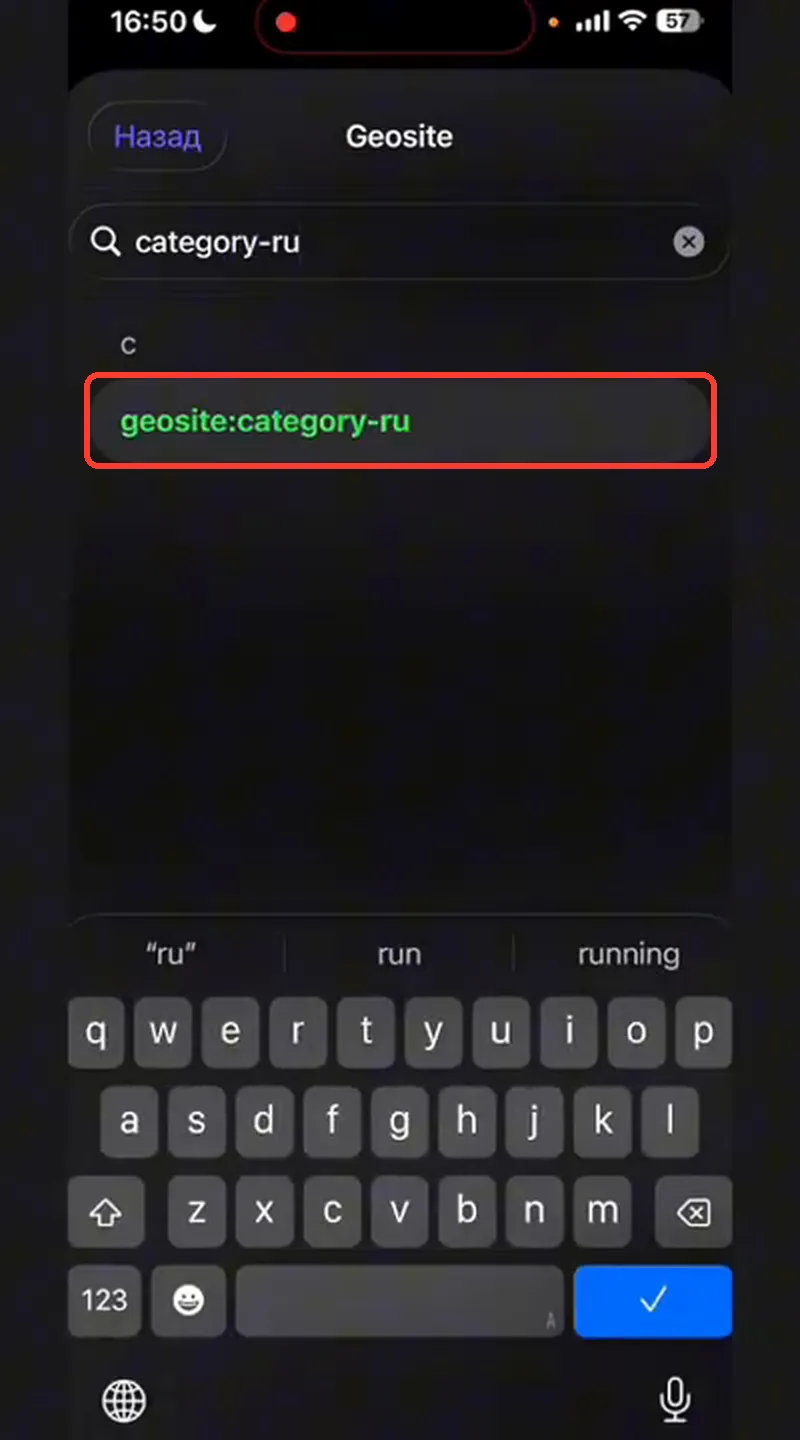 16:50
57
Назад
Geosite
category-ru
C
geosite:category-ru
“ru”
run
running
q w e r t y u i o p
a s d f g h j k l
z x c v b n m
123